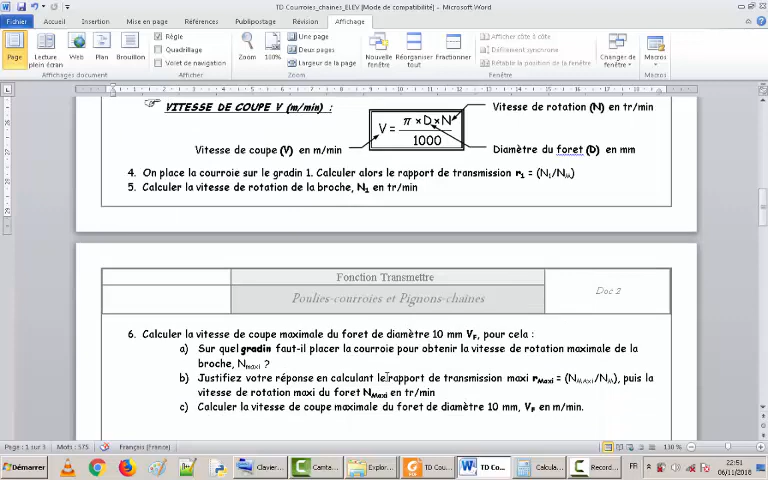 TD Courroies_chaines_ELEV [Mode de compatibilité] - Microsoft Word
Fichier Accueil Insertion Mise en page Références Publipostage Révision Affichage
Page
Lecture plein écran
Web
Plan
Brouillon
Affichages document
Règle
Quadrillage
Volet de navigation
Afficher
Zoom
100%
Une page
Deux pages
Largeur de la page
Zoom
Nouvelle fenêtre
Réorganiser tout
Fractionner
Afficher côte à côte
Défilement synchrone
Rétablir la position de la fenêtre
Fenêtre
Changer de fenêtre
Macros
Macros
VITESSE DE COUPE V (m/min) :
Vitesse de rotation (N) en tr/min
V = π × D × N / 1000
Vitesse de coupe (V) en m/min
Diamètre du foret (D) en mm
4. On place la courroie sur le gradin 1. Calculer alors le rapport de transmission r1 = (N1/NM)
5. Calculer la vitesse de rotation de la broche, N1 en tr/min
Fonction Transmettre
Poulies-courroies et Pignons-chaînes
Doc 2
6. Calculer la vitesse de coupe maximale du foret de diamètre 10 mm VF, pour cela :
a) Sur quel gradin faut-il placer la courroie pour obtenir la vitesse de rotation maximale de la
broche, Nmaxi ?
b) Justifiez votre réponse en calculant le rapport de transmission maxi rMaxi = (NMAxi/NM), puis la
vitesse de rotation maxi du foret NMaxi en tr/min
c) Calculer la vitesse de coupe maximale du foret de diamètre 10 mm, VF en m/min.
Page : 1 sur 3 Mots : 575 Français (France) 130 %
Démarrer Clavier... Canta... Explor... TD Cou... TD Co... Calcula... Record... FR 22:51
06/11/2018